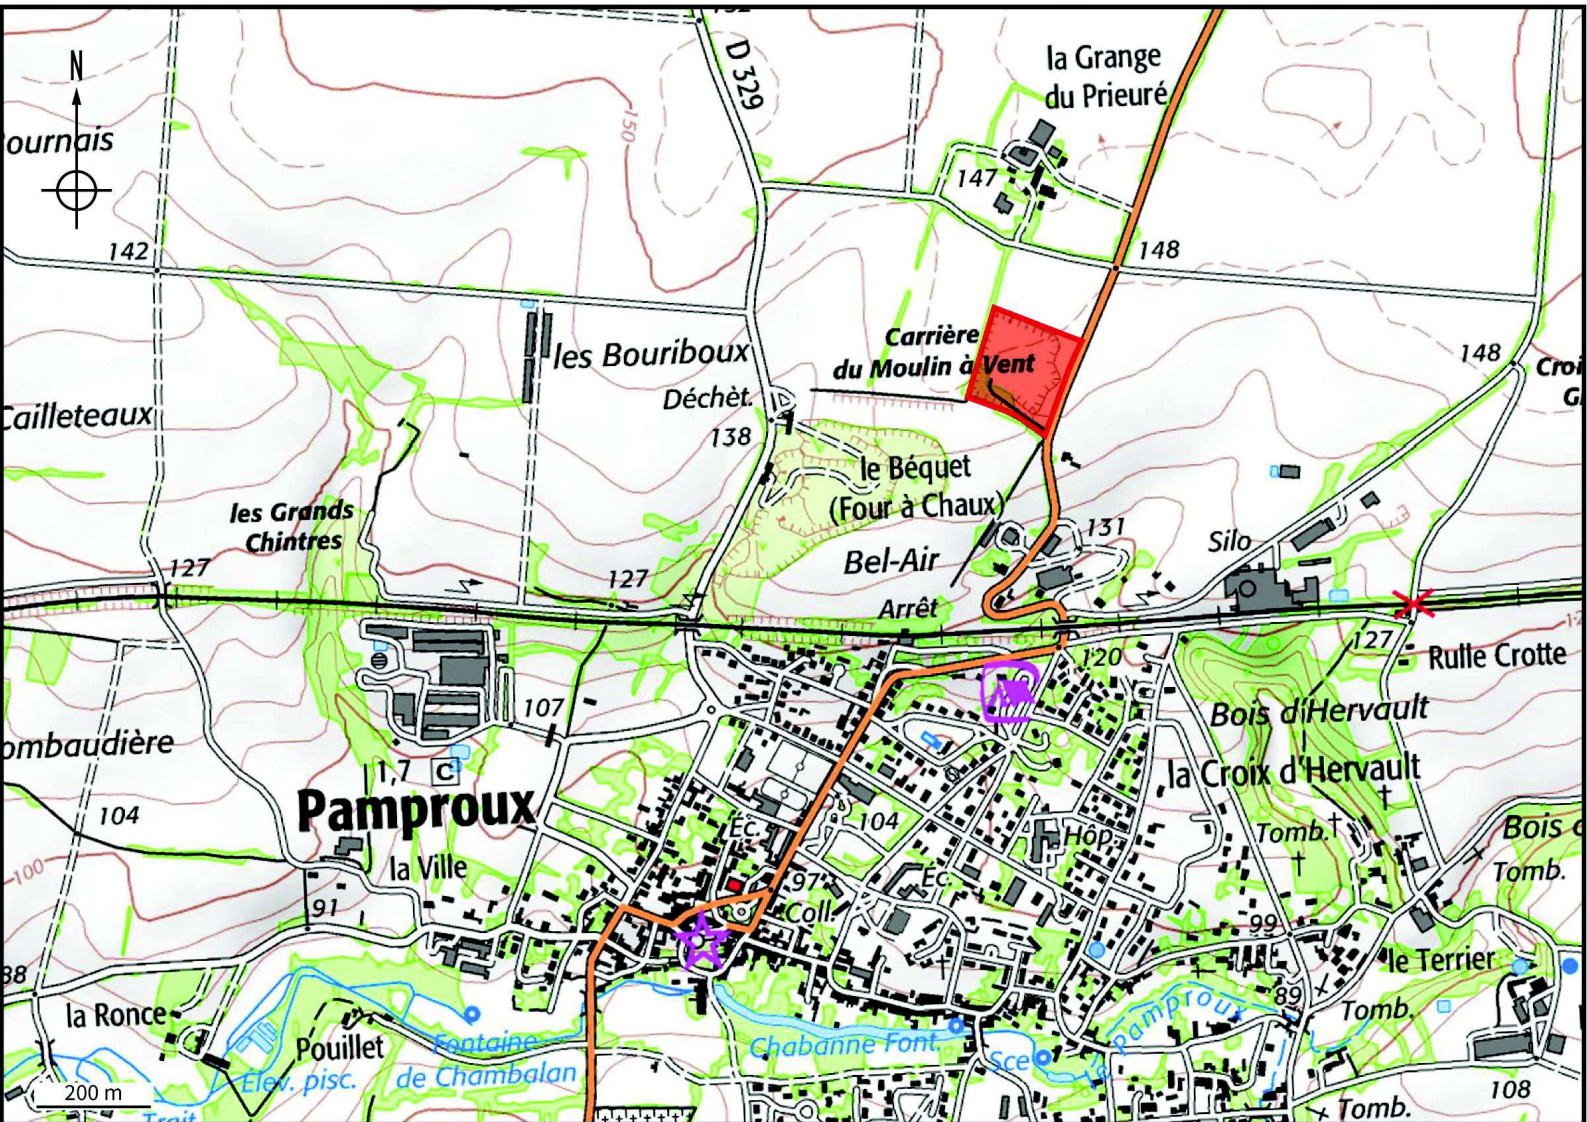 132
D 329
la Grange
du Prieuré
N
150
ournais
147
142
148
Carrière
du Moulin à Vent
les Bouriboux
148
Croi
G
Déchèt.
Cailleteaux
138
le Béquet
(Four à Chaux)
les Grands
Chintres
131
Silo
Bel-Air
127
127
Arrêt
127
120
Rulle Crotte
107
Bois d'Hervault
ombaudière
1,7 C
la Croix d'Hervault
Pamproux
104
104
Éc.
Hôp.
Tomb.
Bois d
Tomb.
100
la Ville
97
Éc.
91
Coll.
99
le Terrier
88
89
la Ronce
Tomb.
Pamproux
Pouillet
Fontaine
de Chambalan
Chabanne Font.
Sce
Élev. pisc.
200 m
108
Trait
Tomb.